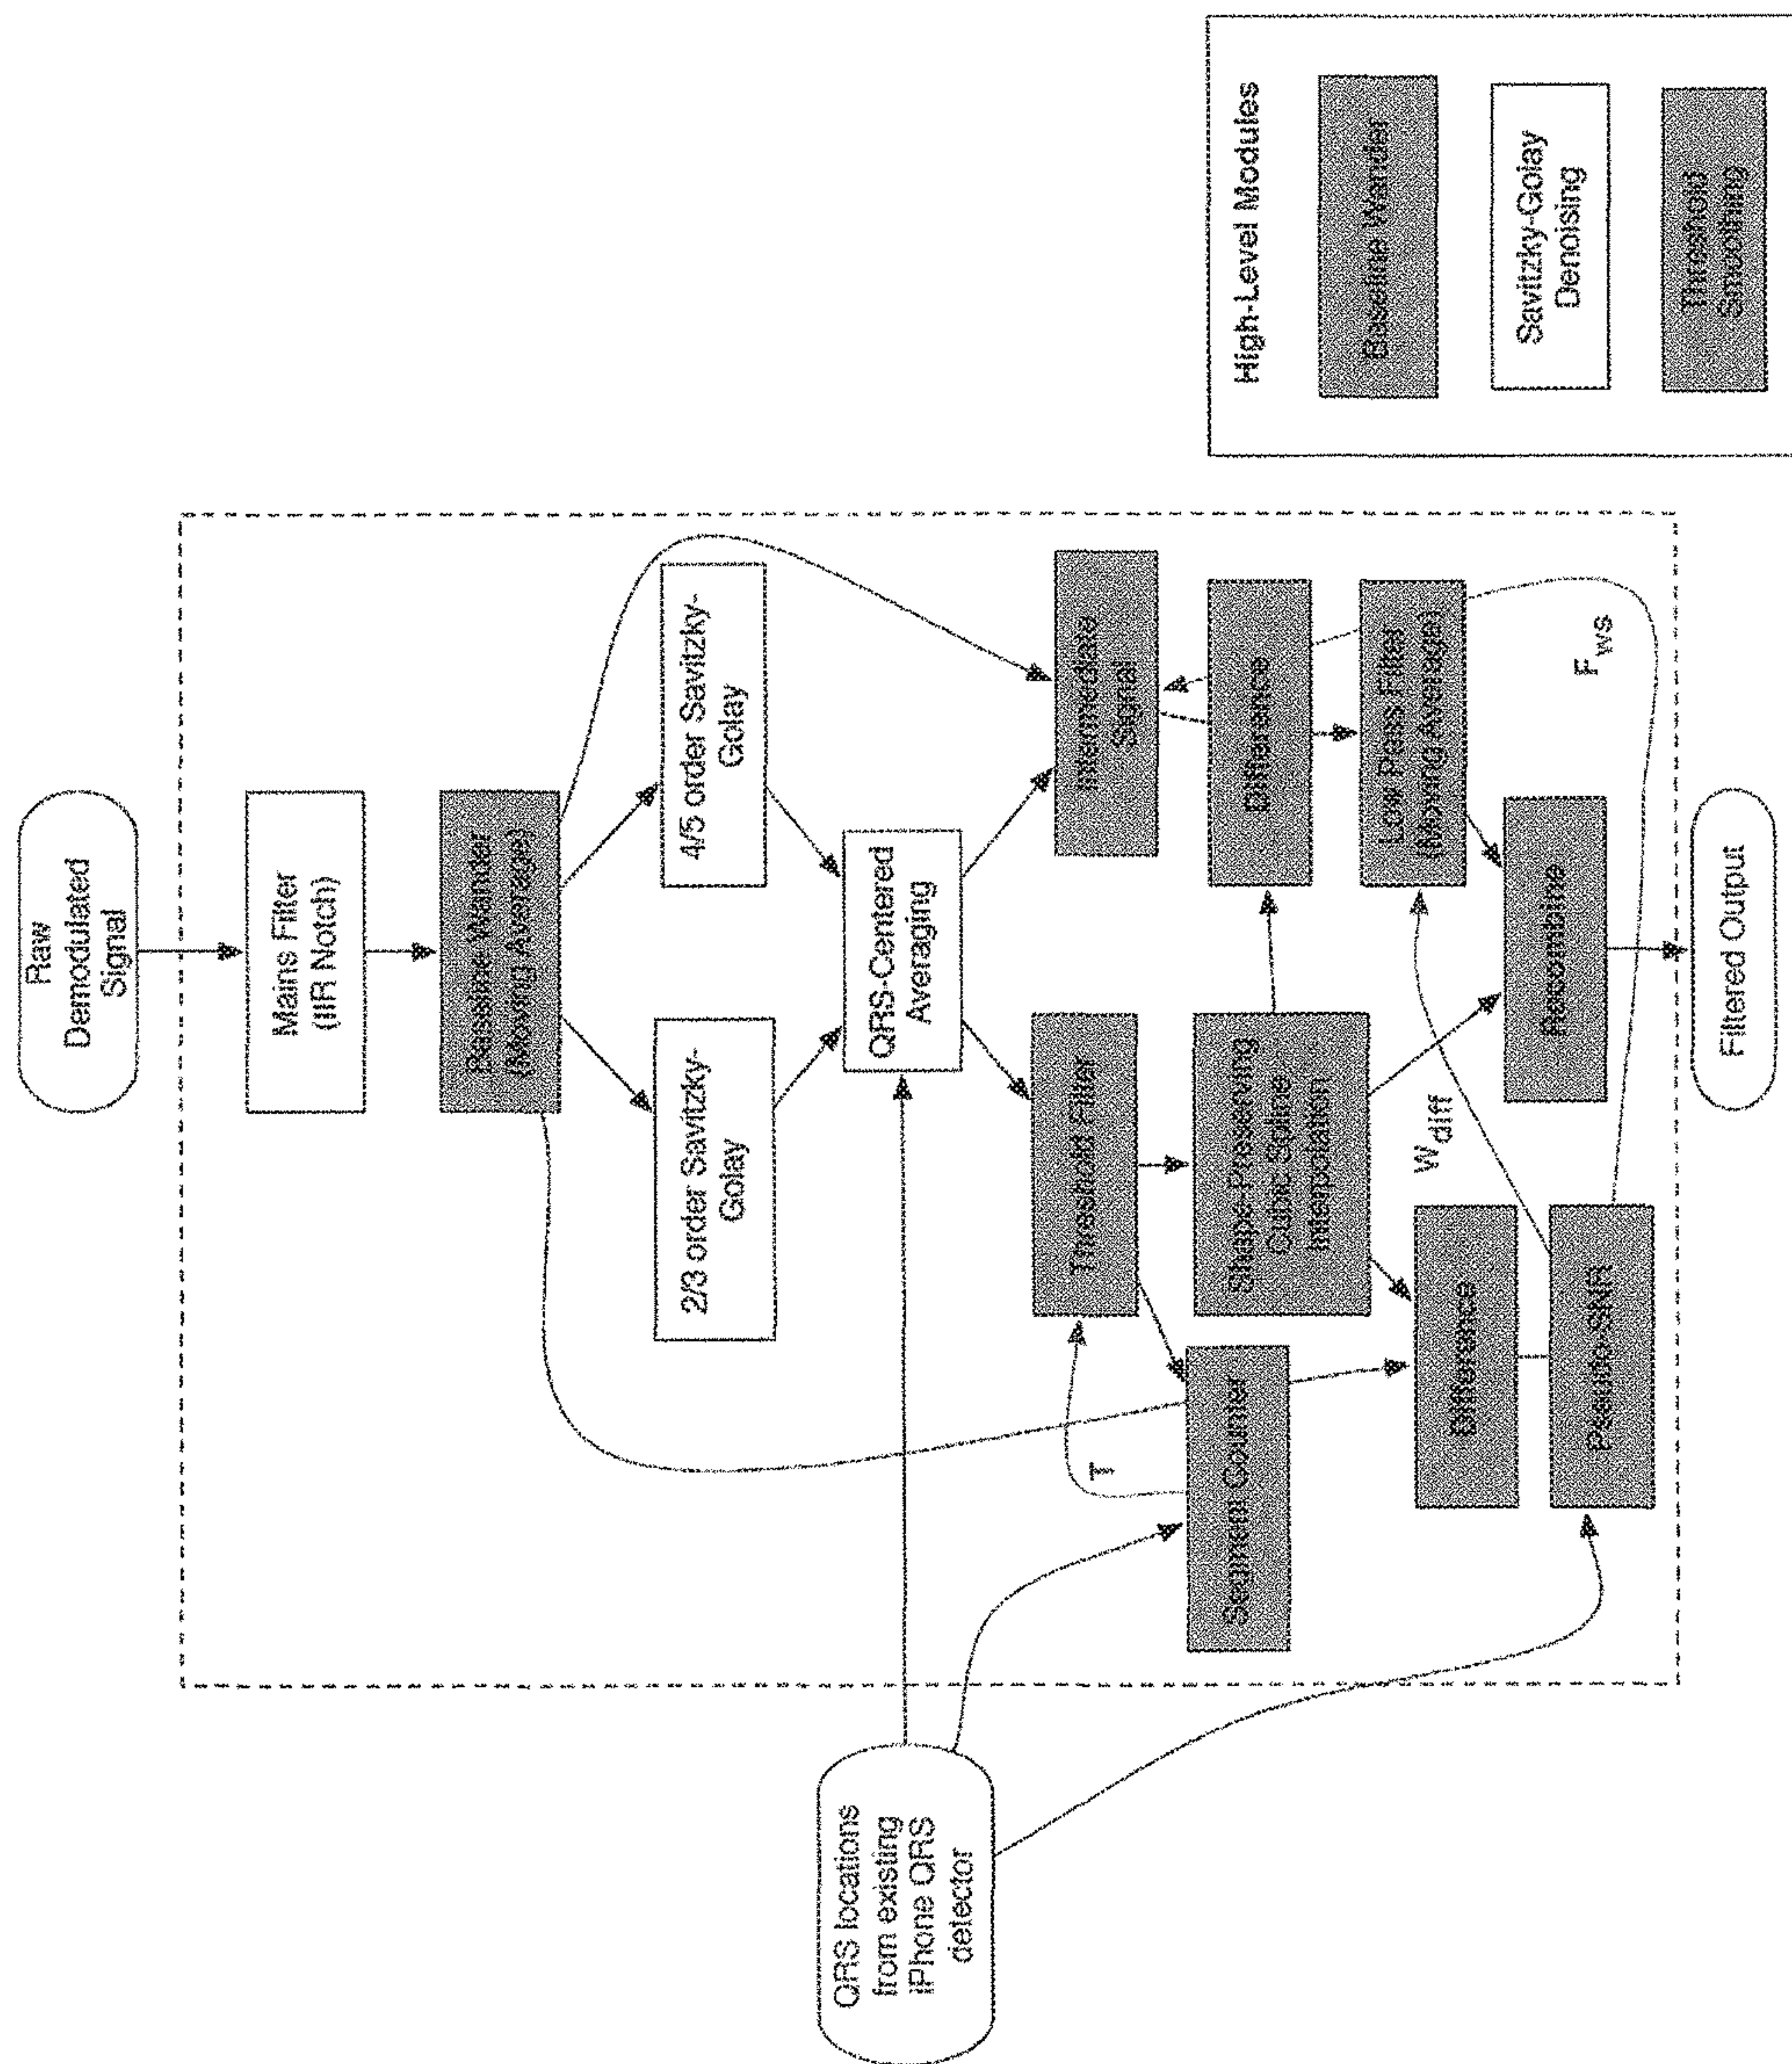 Raw
Demodulated
Signal
Mains Filter
(IIR Notch)
Baseline Wander
(Moving Average)
2/3 order Savitzky-
Golay
4/5 order Savitzky-
Golay
QRS locations
from existing
iPhone QRS
detector
QRS-Centered
Averaging
Threshold Filter
Intermediate
Signal
T
Segment Counter
Shape-Preserving
Cubic Spline
Interpolation
Difference
Low Pass Filter
(Moving Average)
W diff
Difference
Pseudo-SNR
Recombine
F ws
Filtered Output
High-Level Modules
Baseline Wander
Savitzky-Golay
Denoising
Threshold
Smoothing